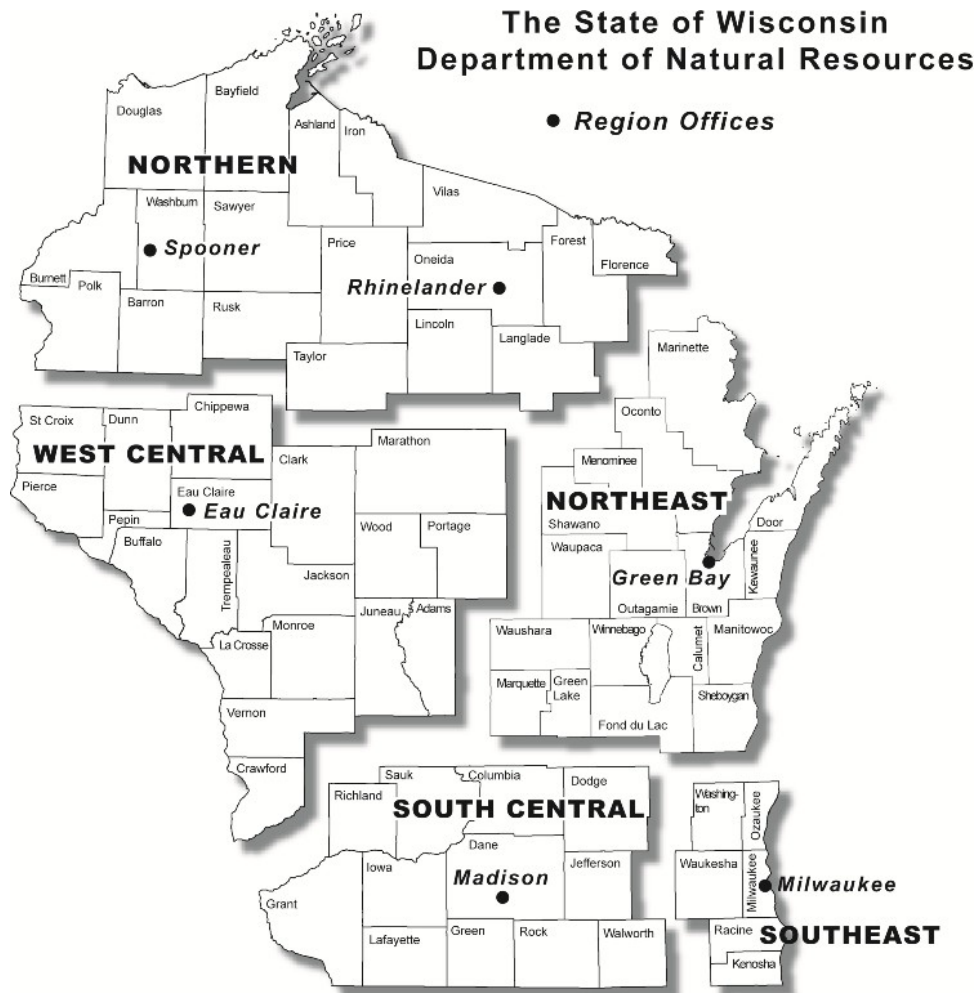 The State of Wisconsin
Department of Natural Resources
Region Offices
Douglas
Bayfield
Ashland
Iron
NORTHERN
Vilas
Washburn
Sawyer
Spooner
Price
Oneida
Forest
Florence
Burnett
Polk
Barron
Rusk
Rhinelander
Lincoln
Langlade
Taylor
St Croix
Dunn
Chippewa
WEST CENTRAL
Clark
Marathon
Pierce
Eau Claire
Eau Claire
Pepin
Buffalo
Trempealeau
Wood
Portage
Jackson
Juneau
Adams
Monroe
La Crosse
Vernon
Crawford
Marinette
Oconto
Menominee
NORTHEAST
Shawano
Door
Waupaca
Kewaunee
Green Bay
Outagamie
Brown
Waushara
Winnebago
Calumet
Manitowoc
Marquette
Green
Lake
Sheboygan
Fond du Lac
Sauk
Columbia
Dodge
Richland
SOUTH CENTRAL
Dane
Iowa
Jefferson
Madison
Grant
Lafayette
Green
Rock
Walworth
Washing-
ton
Ozaukee
Waukesha
Milwaukee
Milwaukee
Racine
SOUTHEAST
Kenosha